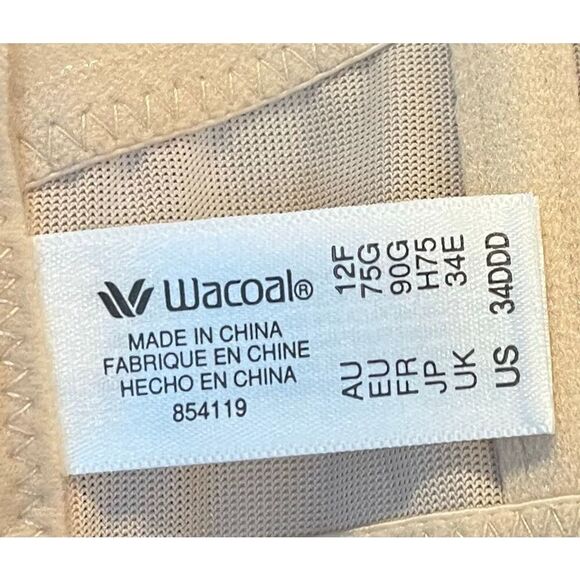 Wacoal®
MADE IN CHINA
FABRIQUE EN CHINE
HECHO EN CHINA
854119
AU 12F
EU 75G
FR 90G
JP H75
UK 34E
US 34DDD